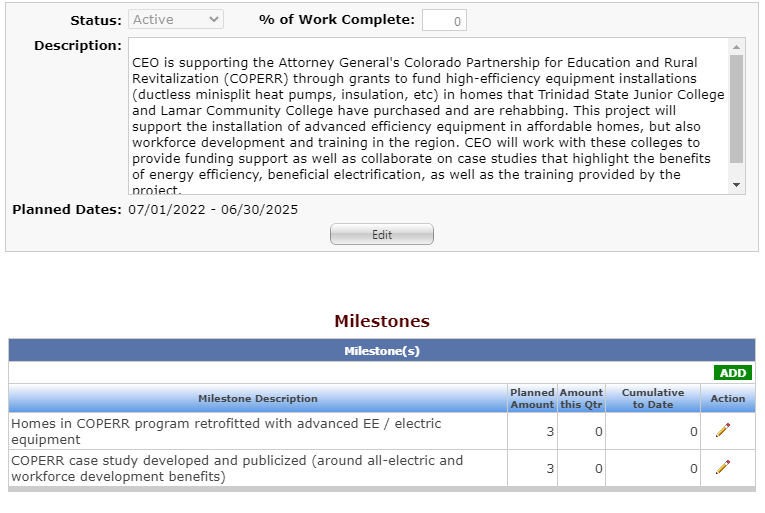 Status: Active % of Work Complete: 0
Description:
CEO is supporting the Attorney General's Colorado Partnership for Education and Rural
Revitalization (COPERR) through grants to fund high-efficiency equipment installations
(ductless minisplit heat pumps, insulation, etc) in homes that Trinidad State Junior College
and Lamar Community College have purchased and are rehabbing. This project will
support the installation of advanced efficiency equipment in affordable homes, but also
workforce development and training in the region. CEO will work with these colleges to
provide funding support as well as collaborate on case studies that highlight the benefits
of energy efficiency, beneficial electrification, as well as the training provided by the
project.
Planned Dates: 07/01/2022 - 06/30/2025
Edit
Milestones
Milestone(s)
ADD
Milestone Description Planned Amount Amount this Qtr Cumulative to Date Action
Homes in COPERR program retrofitted with advanced EE / electric
equipment 3 0 0
COPERR case study developed and publicized (around all-electric and
workforce development benefits) 3 0 0